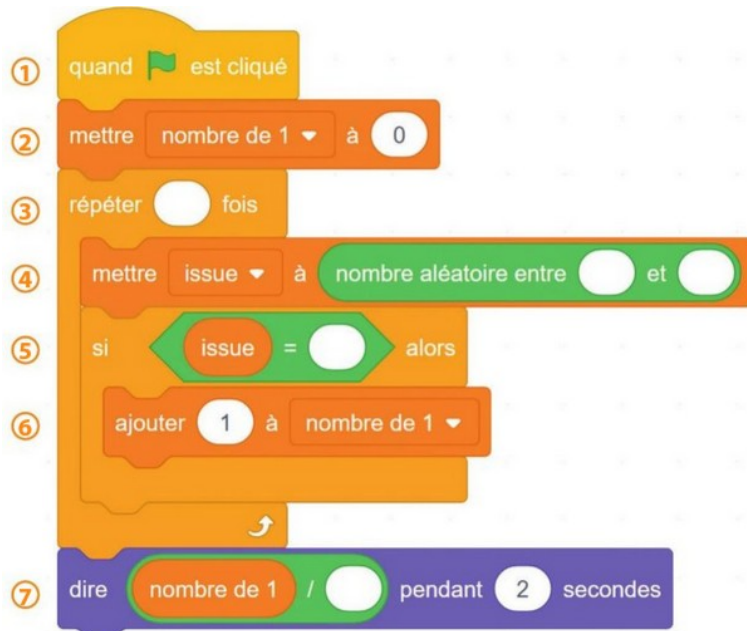 ① quand est cliqué
② mettre nombre de 1 à 0
③ répéter fois
④ mettre issue à nombre aléatoire entre et
⑤ si issue = alors
⑥ ajouter 1 à nombre de 1
⑦ dire nombre de 1 / pendant 2 secondes